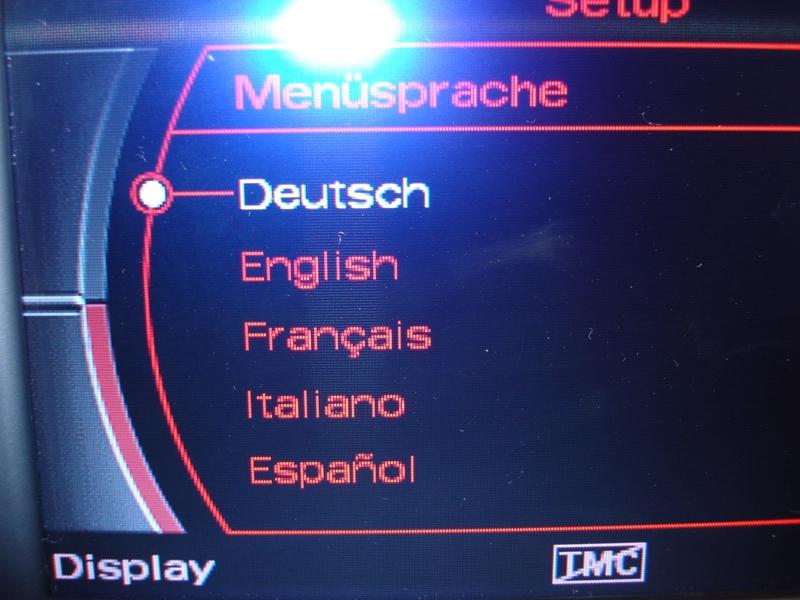 Setup
Menüsprache
Deutsch
English
Français
Italiano
Español
Display
TMC